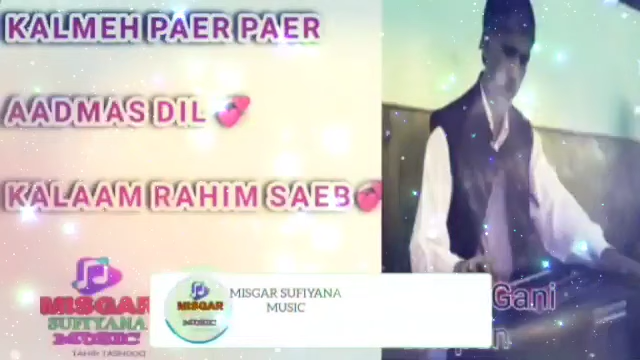 KALMEH PAER PAER
AADMAS DIL
KALAAM RAHIM SAEB
MISGAR
SUFIYANA
MUSIC
MISGAR
MUSIC
MISGAR SUFIYANA
MUSIC
Gani